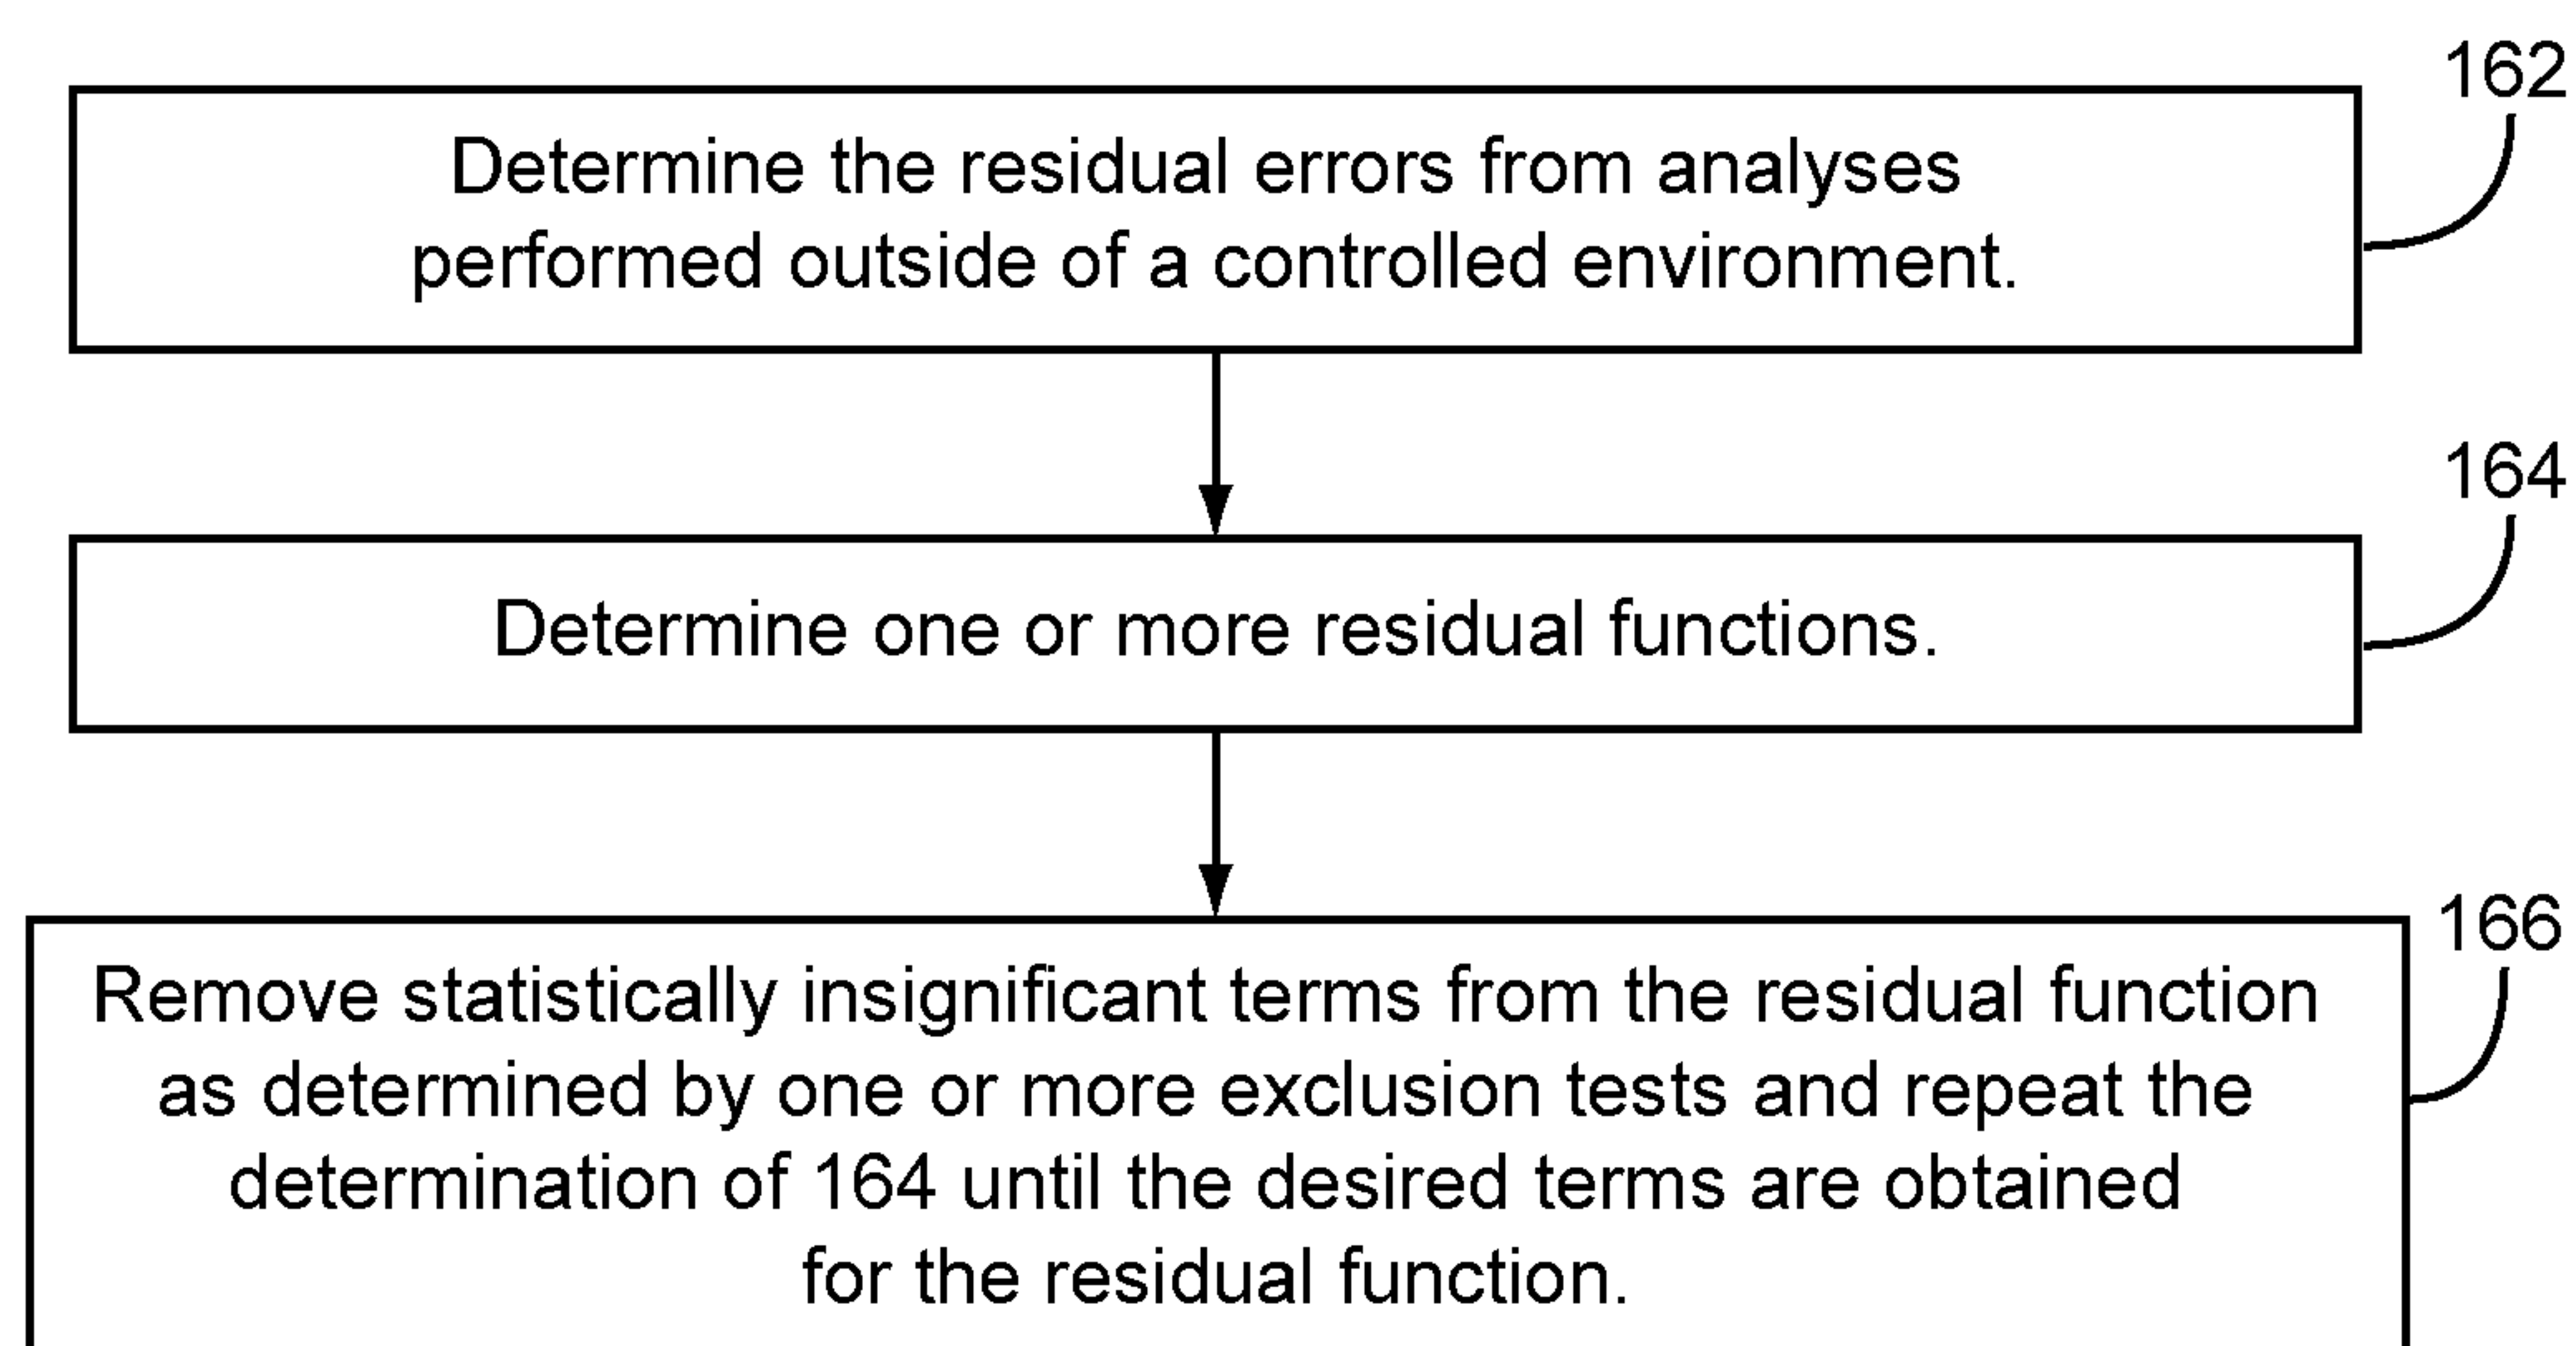 162
Determine the residual errors from analyses
performed outside of a controlled environment.
164
Determine one or more residual functions.
166
Remove statistically insignificant terms from the residual function
as determined by one or more exclusion tests and repeat the
determination of 164 until the desired terms are obtained
for the residual function.